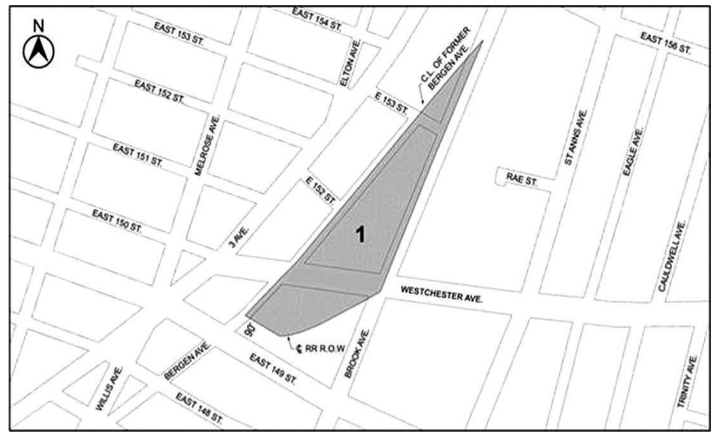 N
EAST 153 ST.
EAST 154 ST.
ELTON AVE.
C.L. OF FORMER
BERGEN AVE.
EAST 156 ST.
EAST 152 ST.
E 153 ST.
MELROSE AVE.
ST ANNS AVE.
EAGLE AVE.
EAST 151 ST.
RAE ST.
E 152 ST.
EAST 150 ST.
3 AVE.
1
CAULDWELL AVE.
WESTCHESTER AVE.
90'
℄ RR R.O.W
BROOK AVE.
BERGEN AVE.
EAST 149 ST.
WILLIS AVE.
EAST 148 ST.
TRINITY AVE.